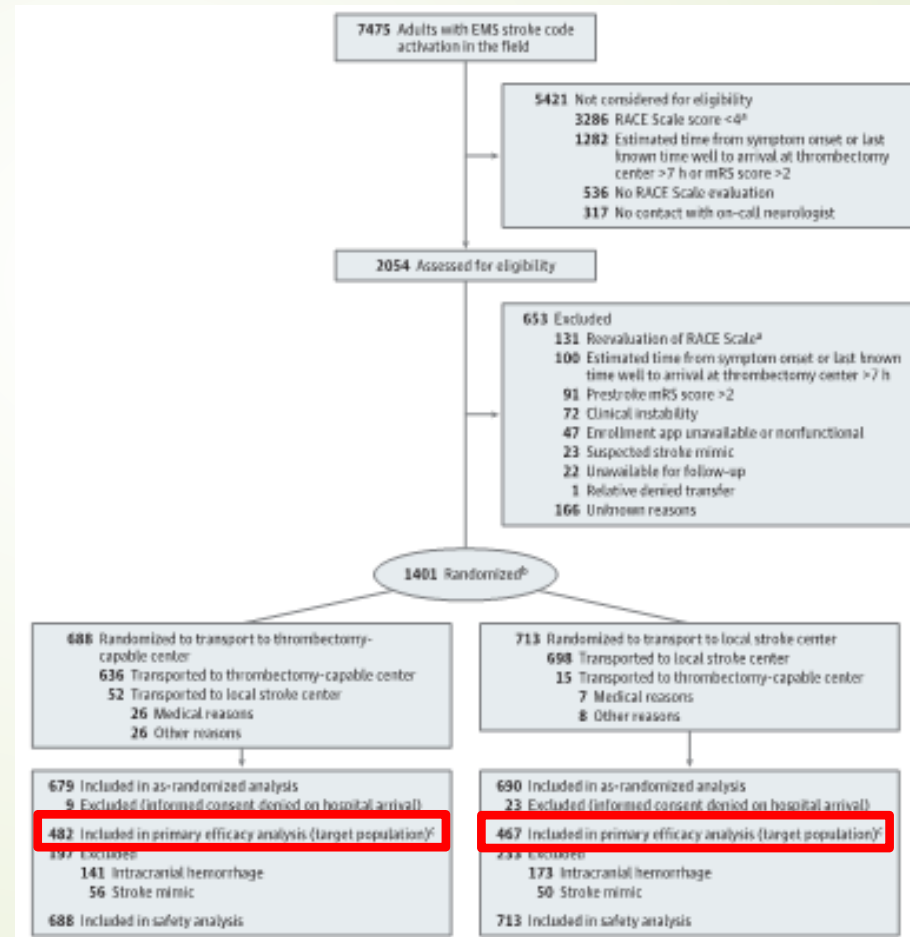 7475 Adults with EMS stroke code
activation in the field
5421 Not considered for eligibility
3286 RACE Scale score <4ª
1282 Estimated time from symptom onset or last
known time well to arrival at thrombectomy
center >7 h or mRS score >2
536 No RACE Scale evaluation
317 No contact with on-call neurologist
2054 Assessed for eligibility
653 Excluded
131 Reevaluation of RACE Scaleª
100 Estimated time from symptom onset or last known
time well to arrival at thrombectomy center >7 h
91 Prestroke mRS score >2
72 Clinical instability
47 Enrollment app unavailable or nonfunctional
23 Suspected stroke mimic
22 Unavailable for follow-up
1 Relative denied transfer
166 Unknown reasons
1401 Randomizedᵇ
688 Randomized to transport to thrombectomy-
capable center
636 Transported to thrombectomy-capable center
52 Transported to local stroke center
26 Medical reasons
26 Other reasons
713 Randomized to transport to local stroke center
698 Transported to local stroke center
15 Transported to thrombectomy-capable center
7 Medical reasons
8 Other reasons
679 Included in as-randomized analysis
9 Excluded (informed consent denied on hospital arrival)
482 Included in primary efficacy analysis (target population)ᶜ
197 Excluded
141 Intracranial hemorrhage
56 Stroke mimic
688 Included in safety analysis
690 Included in as-randomized analysis
23 Excluded (informed consent denied on hospital arrival)
467 Included in primary efficacy analysis (target population)ᶜ
233 Excluded
173 Intracranial hemorrhage
50 Stroke mimic
713 Included in safety analysis